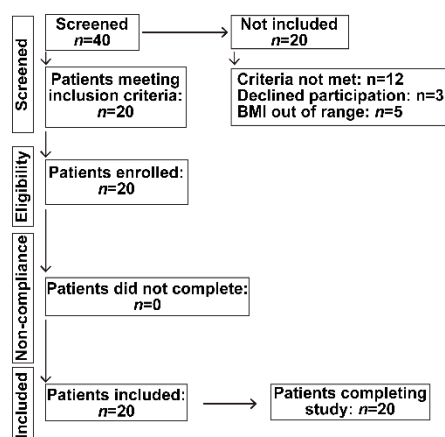 Screened
n=40
Not included
n=20
Screened
Patients meeting
inclusion criteria:
n=20
Criteria not met: n=12
Declined participation: n=3
BMI out of range: n=5
Eligibility
Patients enrolled:
n=20
Non-compliance
Patients did not complete:
n=0
Included
Patients included:
n=20
Patients completing
study: n=20